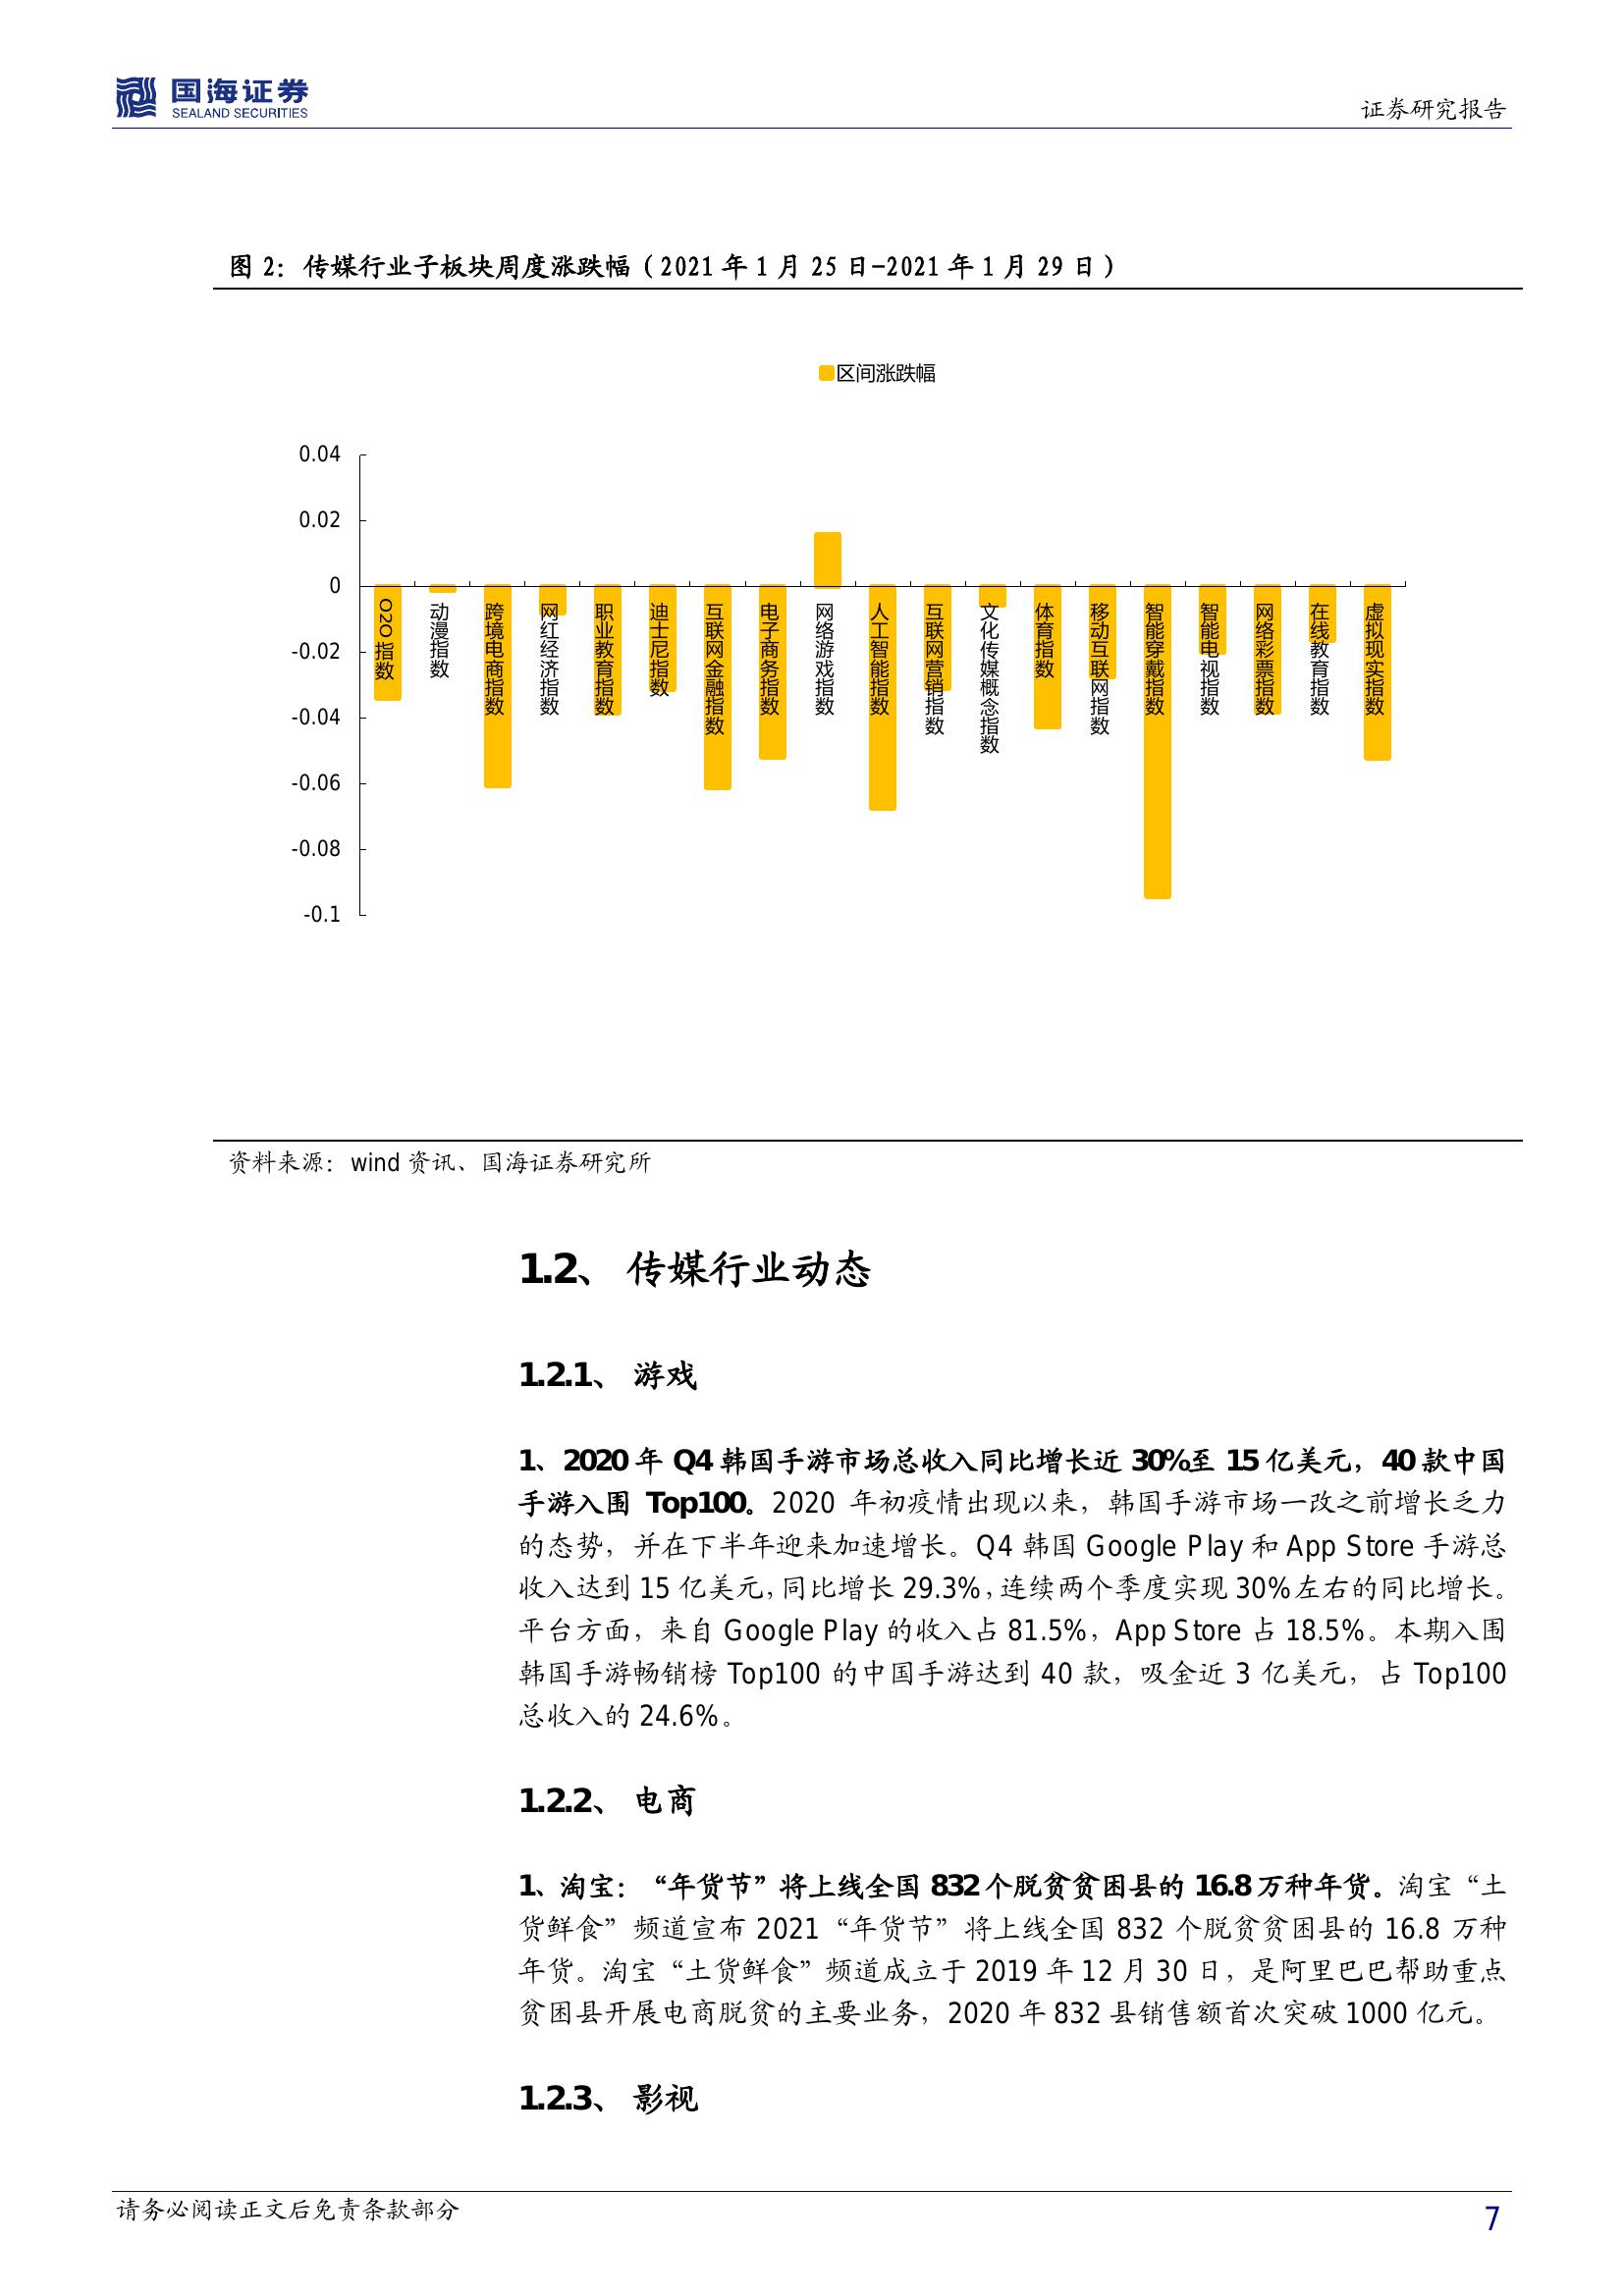 国海证券
SEALAND SECURITIES
证券研究报告
图 2：传媒行业子板块周度涨跌幅（2021 年 1 月 25 日-2021 年 1 月 29 日）
区间涨跌幅
0.04
0.02
0
-0.02
-0.04
-0.06
-0.08
-0.1
O2O指数
动漫指数
跨境电商指数
网红经济指数
职业教育指数
迪士尼指数
互联网金融指数
电子商务指数
网络游戏指数
人工智能指数
互联网营销指数
文化传媒概念指数
体育指数
移动互联网指数
智能穿戴指数
智能电视指数
网络彩票指数
在线教育指数
虚拟现实指数
资料来源：wind 资讯、国海证券研究所
1.2、 传媒行业动态
1.2.1、 游戏
1、2020 年 Q4 韩国手游市场总收入同比增长近 30%至 15 亿美元，40 款中国
手游入围 Top100。2020 年初疫情出现以来，韩国手游市场一改之前增长乏力
的态势，并在下半年迎来加速增长。Q4 韩国 Google Play 和 App Store 手游总
收入达到 15 亿美元，同比增长 29.3%，连续两个季度实现 30%左右的同比增长。
平台方面，来自 Google Play 的收入占 81.5%，App Store 占 18.5%。本期入围
韩国手游畅销榜 Top100 的中国手游达到 40 款，吸金近 3 亿美元，占 Top100
总收入的 24.6%。
1.2.2、 电商
1、淘宝：“年货节”将上线全国 832 个脱贫贫困县的 16.8 万种年货。淘宝“土
货鲜食”频道宣布 2021“年货节”将上线全国 832 个脱贫贫困县的 16.8 万种
年货。淘宝“土货鲜食”频道成立于 2019 年 12 月 30 日，是阿里巴巴帮助重点
贫困县开展电商脱贫的主要业务，2020 年 832 县销售额首次突破 1000 亿元。
1.2.3、 影视
请务必阅读正文后免责条款部分
7